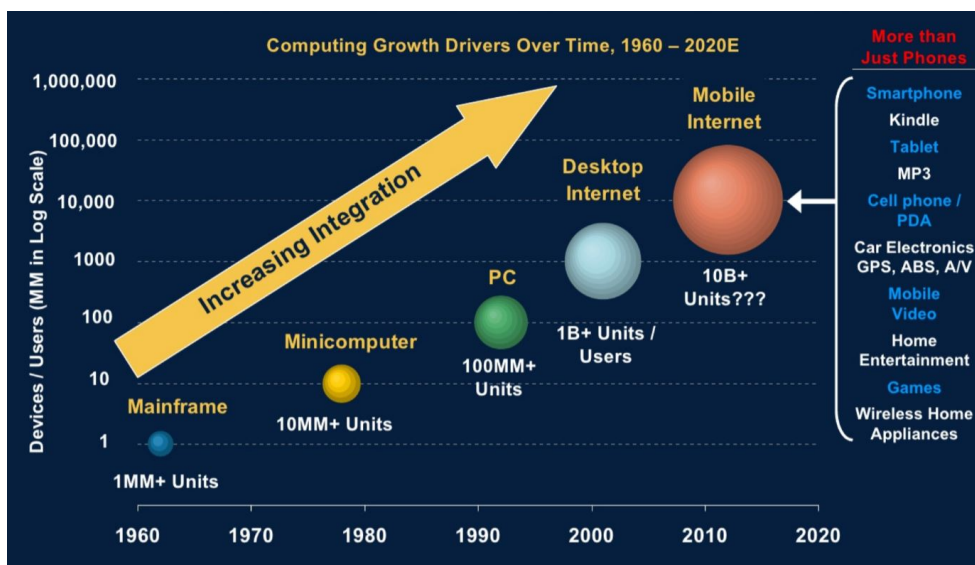 Computing Growth Drivers Over Time, 1960 – 2020E
More than
Just Phones
Devices / Users (MM in Log Scale)
1,000,000
100,000
10,000
1000
100
10
1
Increasing Integration
Mainframe
1MM+ Units
Minicomputer
10MM+ Units
PC
100MM+
Units
Desktop
Internet
1B+ Units /
Users
Mobile
Internet
10B+
Units???
Smartphone
Kindle
Tablet
MP3
Cell phone /
PDA
Car Electronics
GPS, ABS, A/V
Mobile
Video
Home
Entertainment
Games
Wireless Home
Appliances
1960
1970
1980
1990
2000
2010
2020